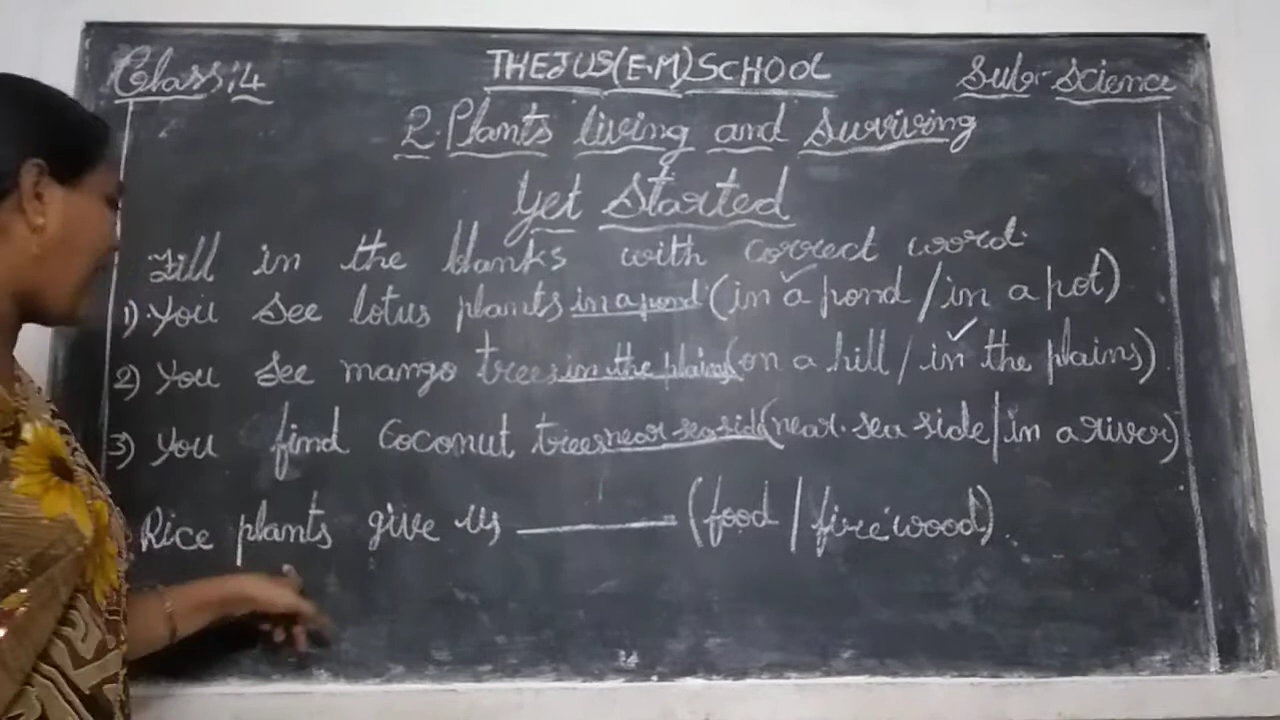 Class:4 THEJUS(E.M)SCHOOL Sub- Science
2. Plants living and Surviving
Get Started
Fill in the blanks with correct word.
1) You see lotus plants in a pond (in a pond / in a pot)
2) You see mango trees in the plains (on a hill / in the plains).
3) You find Coconut trees near sea side (near sea side / in a river)
Rice plants give us ______ (food / fire wood).